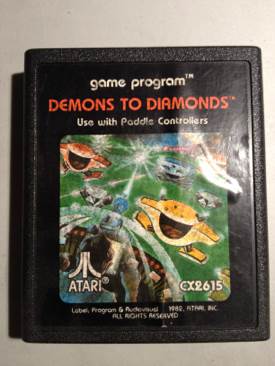 game program™
DEMONS TO DIAMONDS™
Use with Paddle Controllers
ATARI®
CX2615
Label, Program & Audiovisual 1982, ATARI, INC.
ALL RIGHTS RESERVED